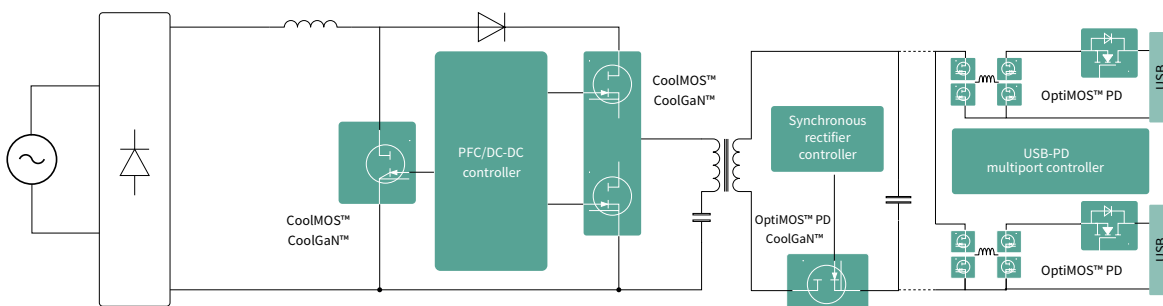 CoolMOS™
CoolGaN™
PFC/DC-DC
controller
CoolMOS™
CoolGaN™
Synchronous
rectifier
controller
OptiMOS™ PD
CoolGaN™
OptiMOS™ PD
USB
USB-PD
multiport controller
OptiMOS™ PD
USB